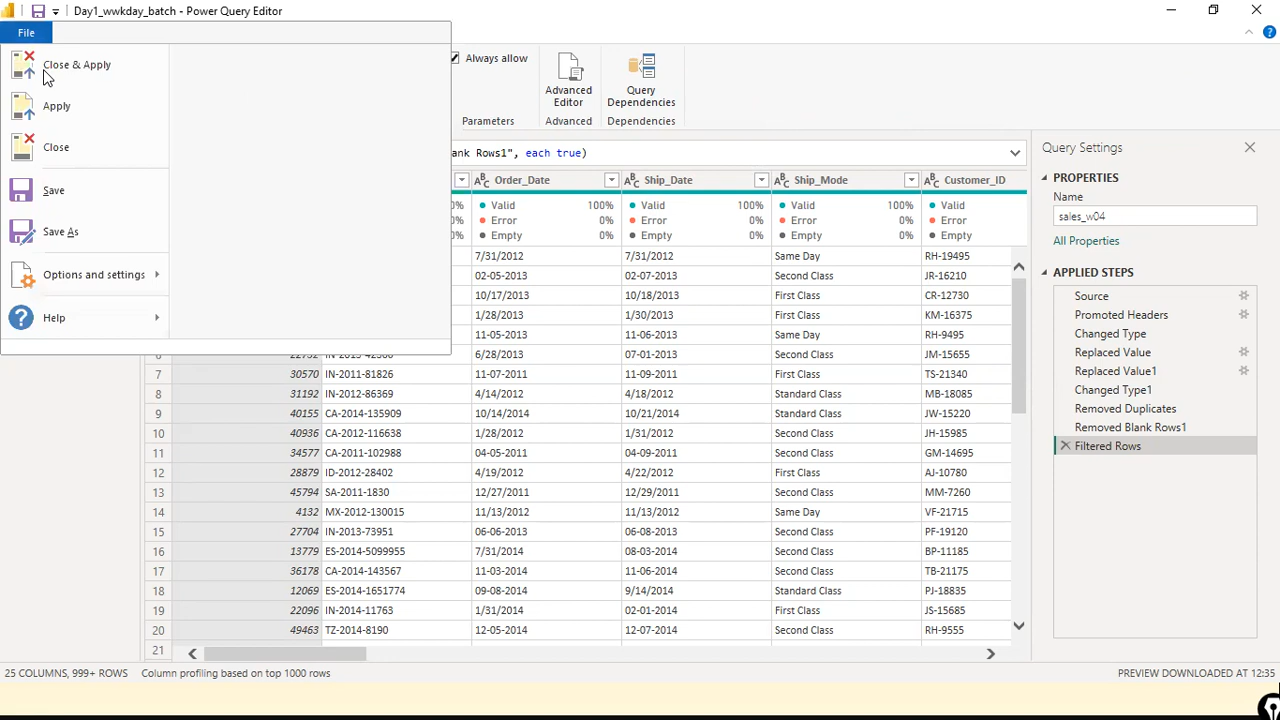 Day1_wwkday_batch - Power Query Editor
File
Close & Apply
Apply
Close
Save
Save As
Options and settings
Help
Always allow
Advanced Editor
Query Dependencies
Parameters
Advanced
Dependencies
ank Rows1", each true)
Order_Date
Ship_Date
Ship_Mode
Customer_ID
0% Valid 100% Valid 100% Valid 100% Valid
0% Error 0% Error 0% Error 0% Error
0% Empty 0% Empty 0% Empty 0% Empty
7/31/2012 7/31/2012 Same Day RH-19495
02-05-2013 02-07-2013 Second Class JR-16210
10/17/2013 10/18/2013 First Class CR-12730
1/28/2013 1/30/2013 First Class KM-16375
11-05-2013 11-06-2013 Same Day RH-9495
6/28/2013 07-01-2013 Second Class JM-15655
7 30570 IN-2011-81826 11-07-2011 11-09-2011 First Class TS-21340
8 31192 IN-2012-86369 4/14/2012 4/18/2012 Standard Class MB-18085
9 40155 CA-2014-135909 10/14/2014 10/21/2014 Standard Class JW-15220
10 40936 CA-2012-116638 1/28/2012 1/31/2012 Second Class JH-15985
11 34577 CA-2011-102988 04-05-2011 04-09-2011 Second Class GM-14695
12 28879 ID-2012-28402 4/19/2012 4/22/2012 First Class AJ-10780
13 45794 SA-2011-1830 12/27/2011 12/29/2011 Second Class MM-7260
14 4132 MX-2012-130015 11/13/2012 11/13/2012 Same Day VF-21715
15 27704 IN-2013-73951 06-06-2013 06-08-2013 Second Class PF-19120
16 13779 ES-2014-5099955 7/31/2014 08-03-2014 Second Class BP-11185
17 36178 CA-2014-143567 11-03-2014 11-06-2014 Second Class TB-21175
18 12069 ES-2014-1651774 09-08-2014 9/14/2014 Standard Class PJ-18835
19 22096 IN-2014-11763 1/31/2014 02-01-2014 First Class JS-15685
20 49463 TZ-2014-8190 12-05-2014 12-07-2014 Second Class RH-9555
21
Query Settings
PROPERTIES
Name
sales_w04
All Properties
APPLIED STEPS
Source
Promoted Headers
Changed Type
Replaced Value
Replaced Value1
Changed Type1
Removed Duplicates
Removed Blank Rows1
Filtered Rows
25 COLUMNS, 999+ ROWS Column profiling based on top 1000 rows PREVIEW DOWNLOADED AT 12:35